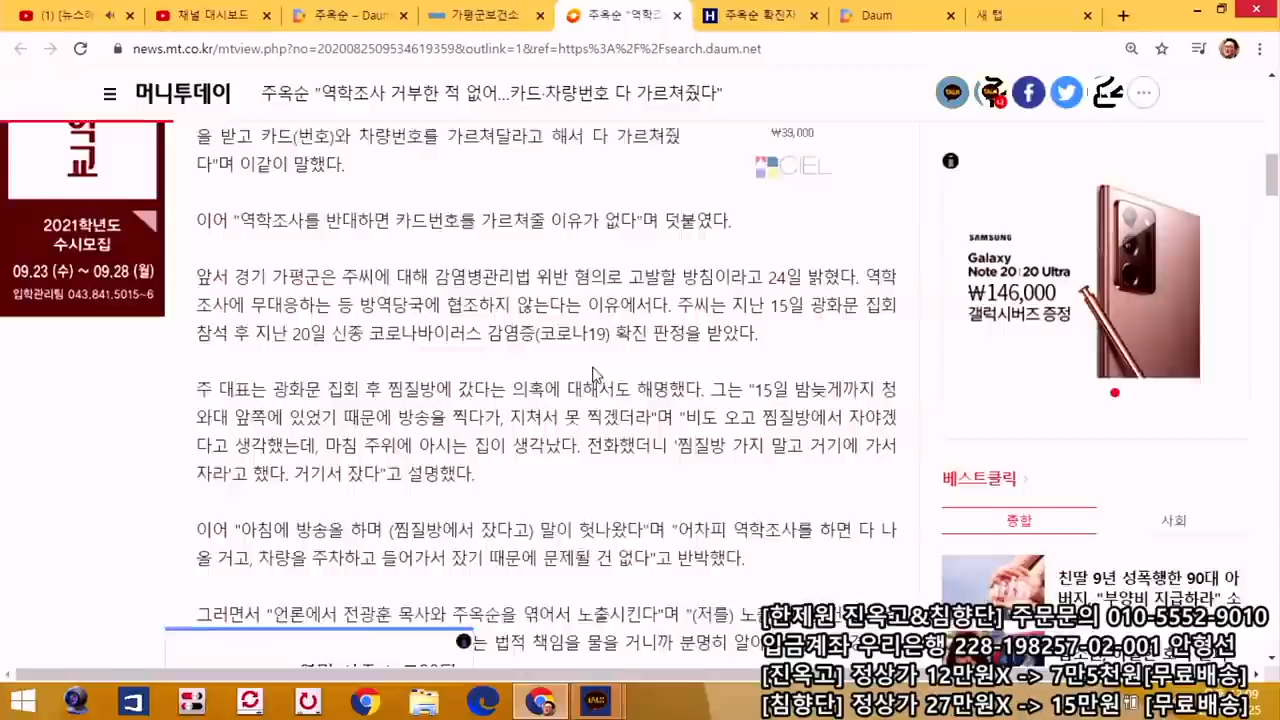 (1) [뉴스하
채널 대시보드
주옥순 – Daum
가평군보건소
주옥순 "역학조
주옥순 확진자
Daum
새 탭
news.mt.co.kr/mtview.php?no=2020082509534619359&outlink=1&ref=https%3A%2F%2Fsearch.daum.net
머니투데이
주옥순 "역학조사 거부한 적 없어...카드·차량번호 다 가르쳐줬다"
TALK
학교
2021학년도
수시모집
09.23 (수) ~ 09.28 (월)
입학관리팀 043.841.5015~6
을 받고 카드(번호)와 차량번호를 가르쳐달라고 해서 다 가르쳐줬
다"며 이같이 말했다.
₩39,000
CIEL
이어 "역학조사를 반대하면 카드번호를 가르쳐줄 이유가 없다"며 덧붙였다.
앞서 경기 가평군은 주씨에 대해 감염병관리법 위반 혐의로 고발할 방침이라고 24일 밝혔다. 역학
조사에 무대응하는 등 방역당국에 협조하지 않는다는 이유에서다. 주씨는 지난 15일 광화문 집회
참석 후 지난 20일 신종 코로나바이러스 감염증(코로나19) 확진 판정을 받았다.
주 대표는 광화문 집회 후 찜질방에 갔다는 의혹에 대해서도 해명했다. 그는 "15일 밤늦게까지 청
와대 앞쪽에 있었기 때문에 방송을 찍다가, 지쳐서 못 찍겠더라"며 "비도 오고 찜질방에서 자야겠
다고 생각했는데, 마침 주위에 아시는 집이 생각났다. 전화했더니 '찜질방 가지 말고 거기에 가서
자라'고 했다. 거기서 잤다"고 설명했다.
이어 "아침에 방송을 하며 (찜질방에서 잤다고) 말이 헛나왔다"며 "어차피 역학조사를 하면 다 나
올 거고, 차량을 주차하고 들어가서 잤기 때문에 문제될 건 없다"고 반박했다.
그러면서 "언론에서 전광훈 목사와 주옥순을 엮어서 노출시킨다"며 "(저를)
는 법적 책임을 물을 거니까 분명히
SAMSUNG
Galaxy
Note 20|20 Ultra
₩146,000
갤럭시버즈 증정
베스트클릭
종합
사회
친딸 9년 성폭행한 90대 아
버지, "부양비 지급하라" 소
[한제원 진옥고&침향단] 주문문의 010-5552-9010
입금계좌 우리은행 228-198257-02-001 안형선
[진옥고] 정상가 12만원X -> 7만5천원[무료배송]
[침향단] 정상가 27만원X -> 15만원 [무료배송]